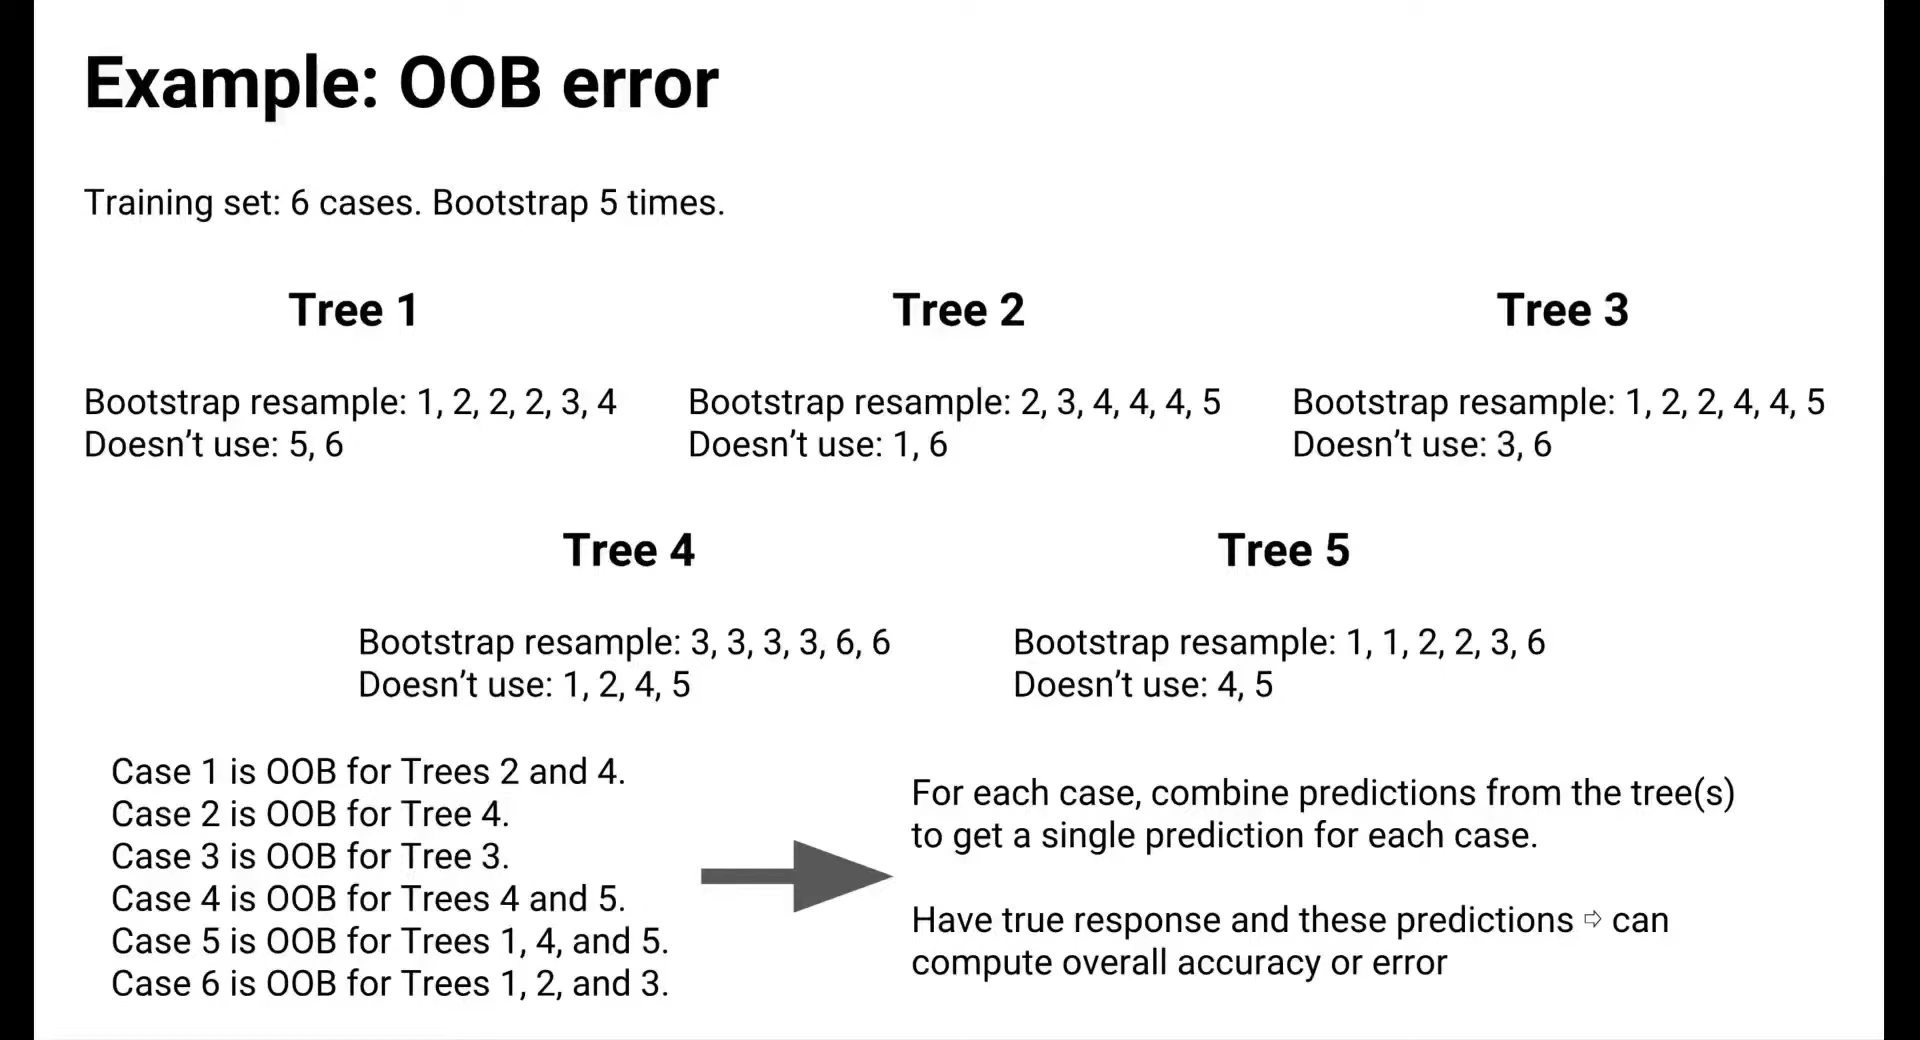 Example: OOB error
Training set: 6 cases. Bootstrap 5 times.
Tree 1
Bootstrap resample: 1, 2, 2, 2, 3, 4
Doesn’t use: 5, 6
Tree 2
Bootstrap resample: 2, 3, 4, 4, 4, 5
Doesn’t use: 1, 6
Tree 3
Bootstrap resample: 1, 2, 2, 4, 4, 5
Doesn’t use: 3, 6
Tree 4
Bootstrap resample: 3, 3, 3, 3, 6, 6
Doesn’t use: 1, 2, 4, 5
Tree 5
Bootstrap resample: 1, 1, 2, 2, 3, 6
Doesn’t use: 4, 5
Case 1 is OOB for Trees 2 and 4.
Case 2 is OOB for Tree 4.
Case 3 is OOB for Tree 3.
Case 4 is OOB for Trees 4 and 5.
Case 5 is OOB for Trees 1, 4, and 5.
Case 6 is OOB for Trees 1, 2, and 3.
For each case, combine predictions from the tree(s)
to get a single prediction for each case.
Have true response and these predictions ⇨ can
compute overall accuracy or error